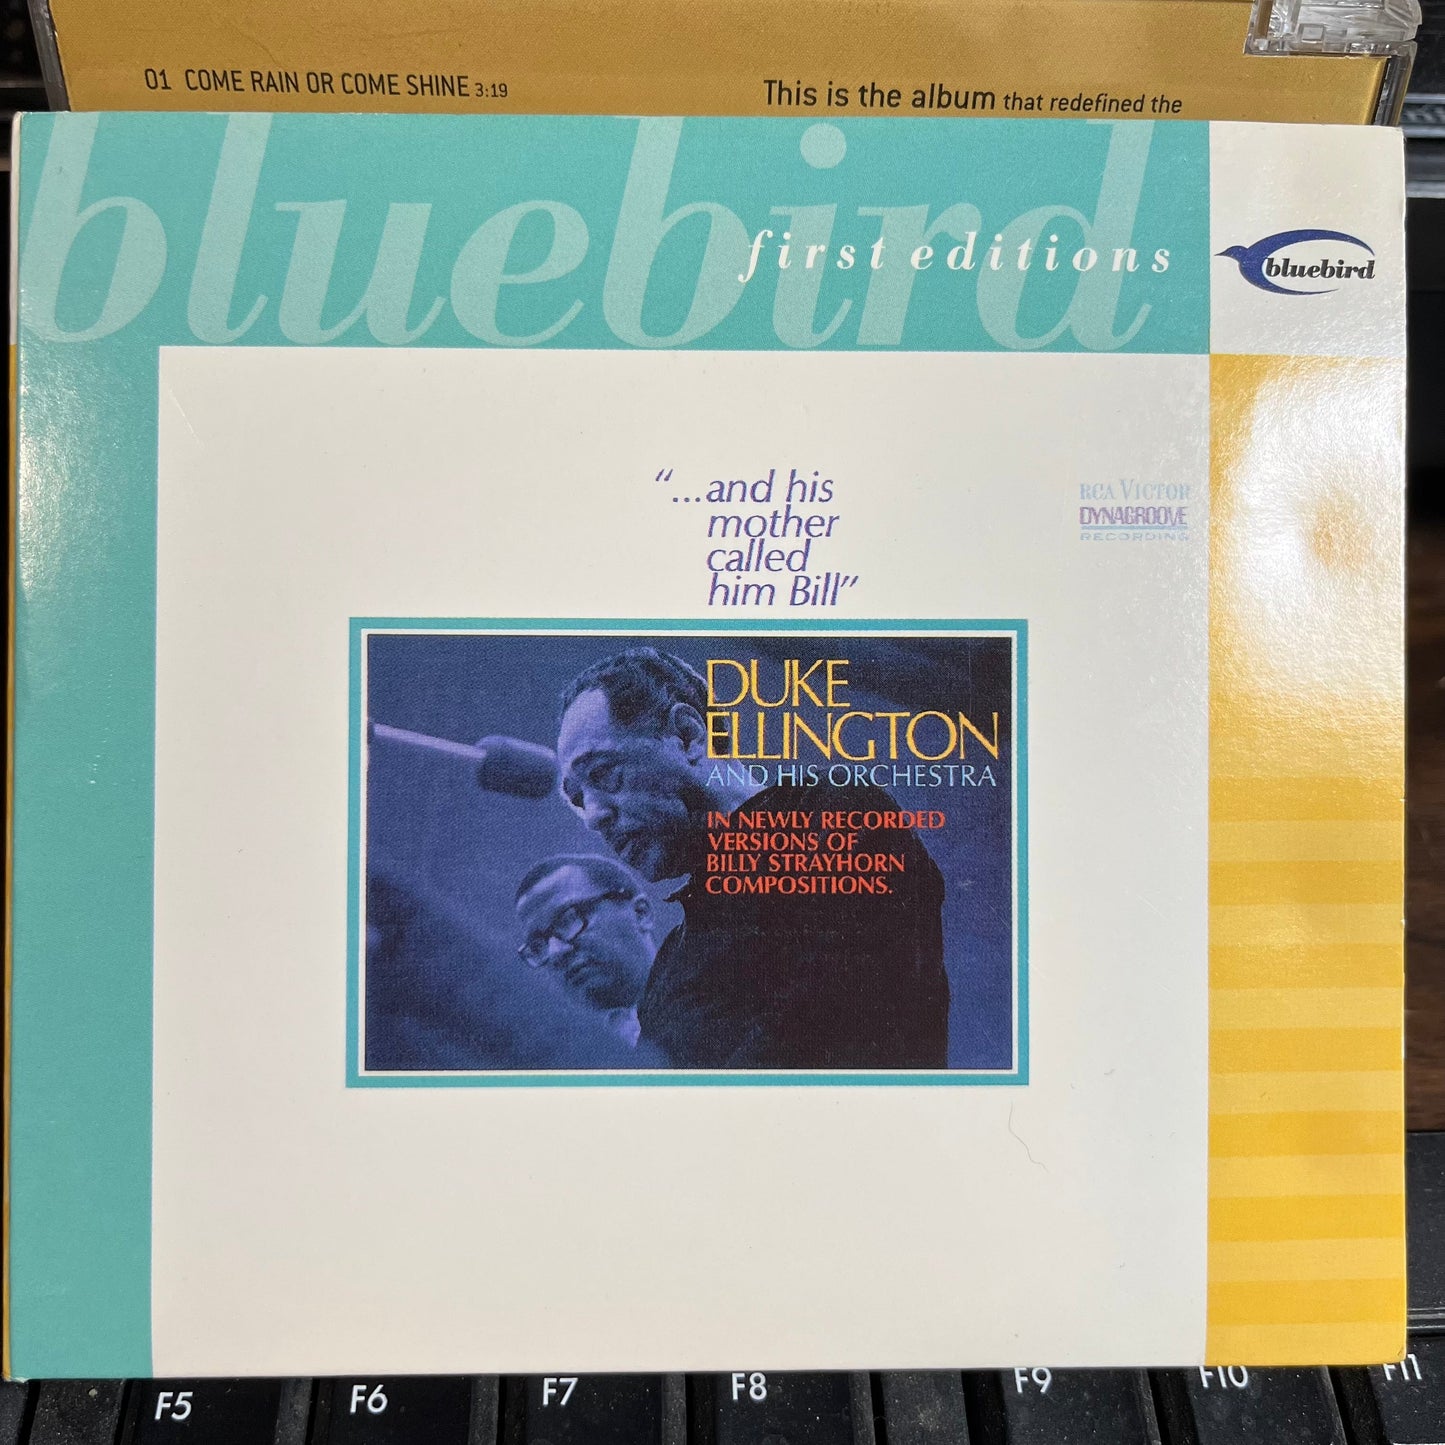 01 COME RAIN OR COME SHINE 3:19
This is the album that redefined the
bluebird
first editions
bluebird
“...and his
mother
called
him Bill”
RCA VICTOR
DYNAGROOVE
RECORDING
DUKE
ELLINGTON
AND HIS ORCHESTRA
IN NEWLY RECORDED
VERSIONS OF
BILLY STRAYHORN
COMPOSITIONS.
F5
F6
F7
F8
F9
F10
F11